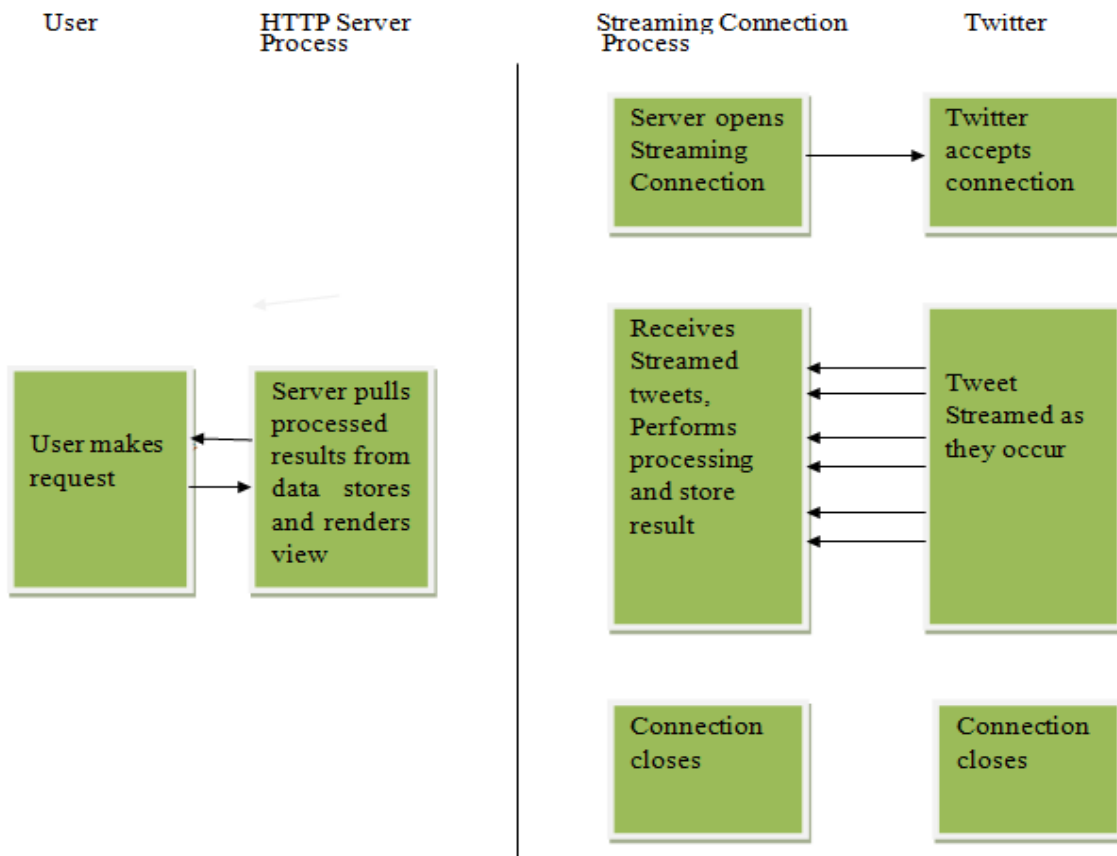 User
HTTP Server
Process
Streaming Connection
Process
Twitter
Server opens
Streaming
Connection
Twitter
accepts
connection
Receives
Streamed
tweets,
Performs
processing
and store
result
Tweet
Streamed as
they occur
User makes
request
Server pulls
processed
results from
data stores
and renders
view
Connection
closes
Connection
closes